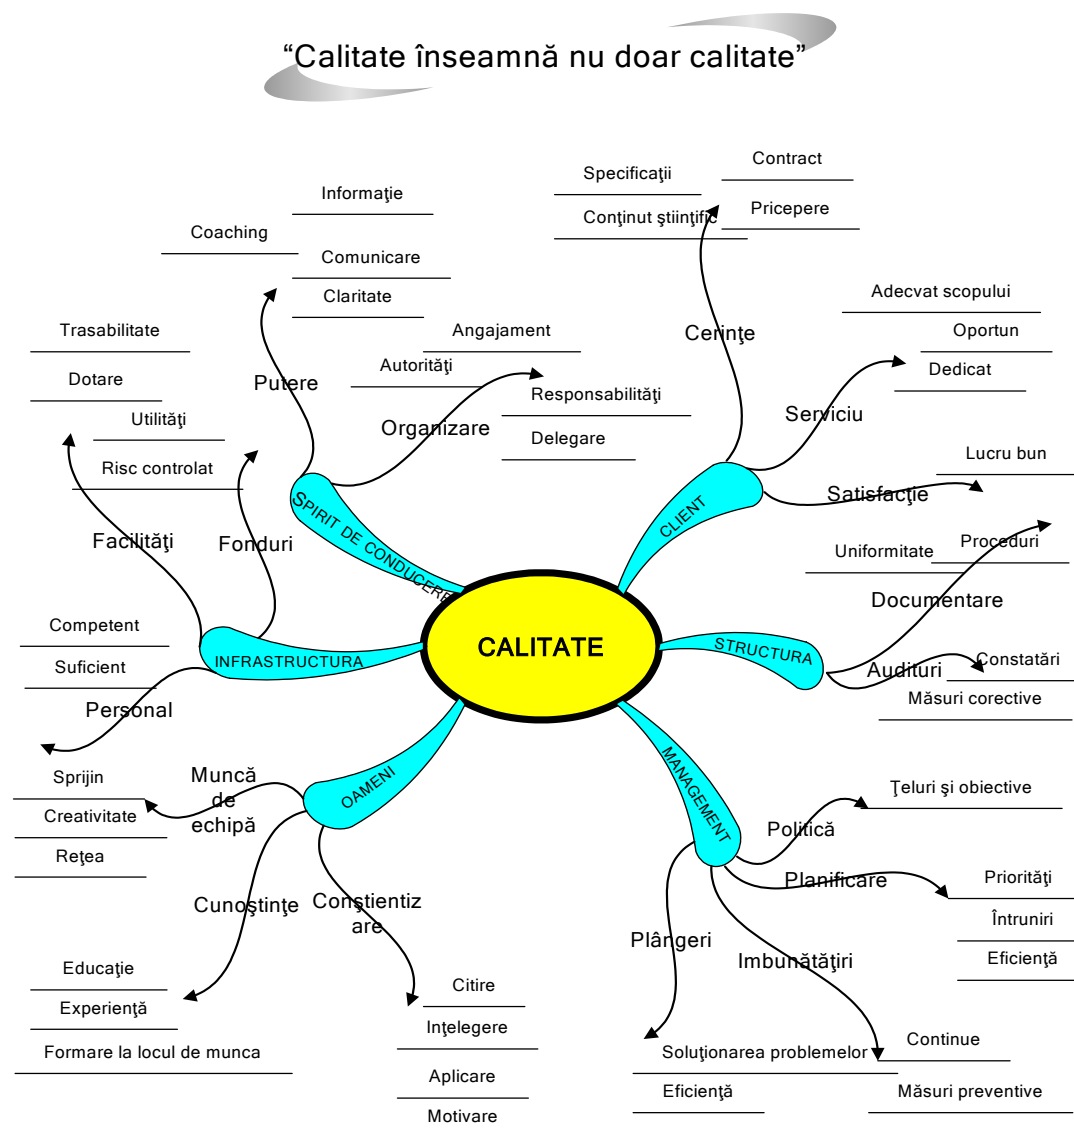 “Calitate înseamnă nu doar calitate”
Informaţie
Coaching
Comunicare
Claritate
Putere
Angajament
Autorităţi
Responsabilităţi
Delegare
Organizare
SPIRIT DE CONDUCERE
Specificaţii
Contract
Conţinut ştiinţific
Pricepere
Cerinţe
Adecvat scopului
Oportun
Dedicat
Serviciu
Lucru bun
Satisfacţie
CLIENT
Trasabilitate
Dotare
Utilităţi
Risc controlat
Facilităţi
Fonduri
Competent
Suficient
Personal
INFRASTRUCTURA
CALITATE
Uniformitate
Proceduri
Documentare
Constatări
Audituri
Măsuri corective
STRUCTURA
Sprijin
Creativitate
Reţea
Muncă
de
echipă
OAMENI
Cunoştinţe
Conştientiz
are
Educaţie
Experienţă
Formare la locul de munca
Citire
Inţelegere
Aplicare
Motivare
MANAGEMENT
Ţeluri şi obiective
Politică
Planificare
Priorităţi
Întruniri
Eficienţă
Plângeri
Imbunătăţiri
Soluţionarea problemelor
Eficienţă
Continue
Măsuri preventive